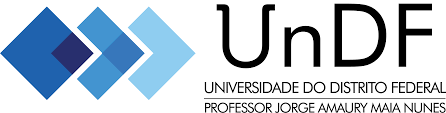 UnDF
UNIVERSIDADE DO DISTRITO FEDERAL
PROFESSOR JORGE AMAURY MAIA NUNES